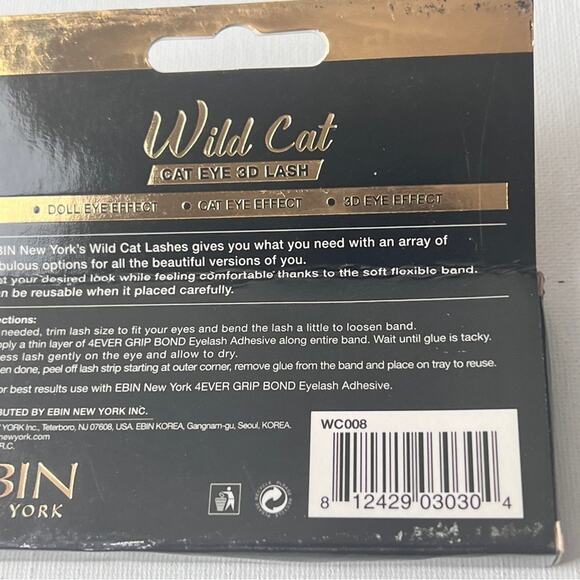 Wild Cat
CAT EYE 3D LASH
• DOLL EYE EFFECT • CAT EYE EFFECT • 3D EYE EFFECT
BIN New York's Wild Cat Lashes gives you what you need with an array of
bulous options for all the beautiful versions of you.
et your desired look while feeling comfortable thanks to the soft flexible band.
n be reusable when it placed carefully.
ections:
needed, trim lash size to fit your eyes and bend the lash a little to loosen band.
pply a thin layer of 4EVER GRIP BOND Eyelash Adhesive along entire band. Wait until glue is tacky.
ess lash gently on the eye and allow to dry.
en done, peel off lash strip starting at outer corner, remove glue from the band and place on tray to reuse.
or best results use with EBIN New York 4EVER GRIP BOND Eyelash Adhesive.
BUTED BY EBIN NEW YORK INC.
YORK Inc., Teterboro, NJ 07608, USA. EBIN KOREA, Gangnam-gu, Seoul, KOREA.
newyork.com
R.C.
BIN
YORK
WC008
8 12429 03030 4